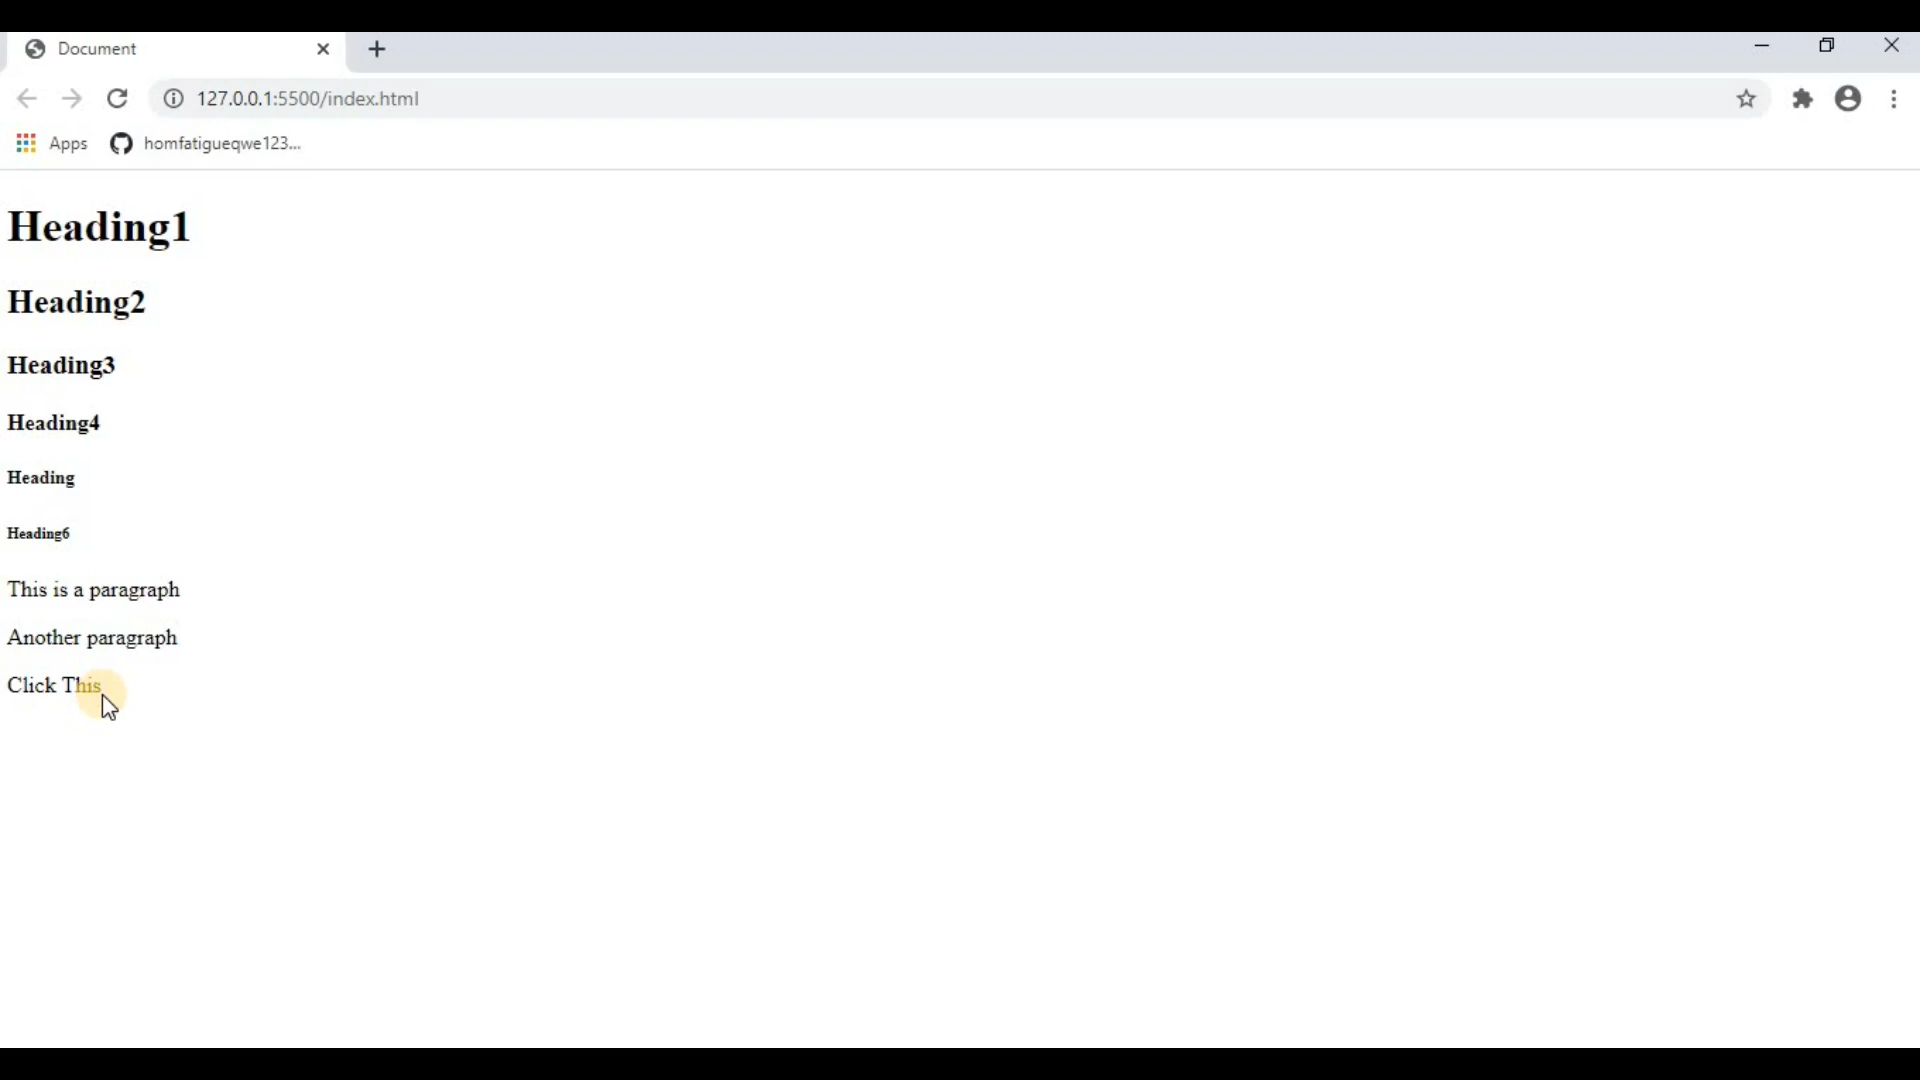 Document
127.0.0.1:5500/index.html
Apps homfatigueqwe123...
Heading1
Heading2
Heading3
Heading4
Heading
Heading6
This is a paragraph
Another paragraph
Click This